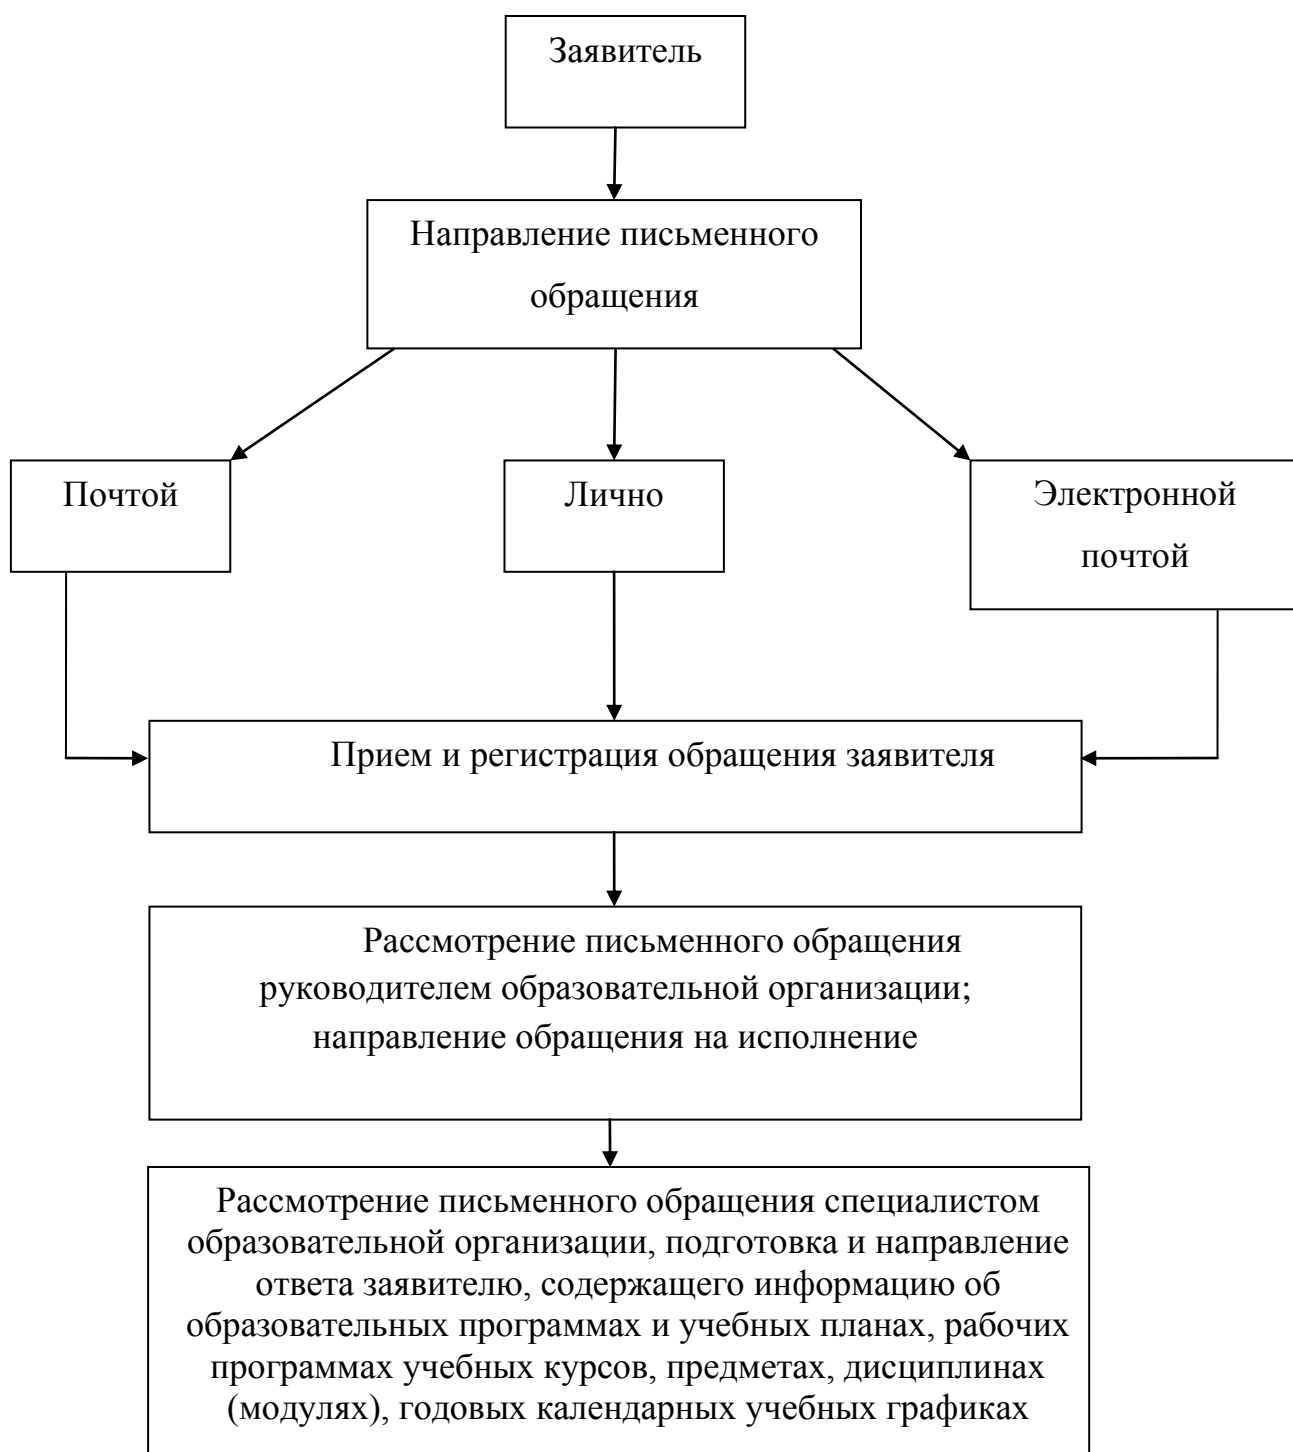 Заявитель
Направление письменного
обращения
Почтой
Лично
Электронной
почтой
Прием и регистрация обращения заявителя
Рассмотрение письменного обращения
руководителем образовательной организации;
направление обращения на исполнение
Рассмотрение письменного обращения специалистом
образовательной организации, подготовка и направление
ответа заявителю, содержащего информацию об
образовательных программах и учебных планах, рабочих
программах учебных курсов, предметах, дисциплинах
(модулях), годовых календарных учебных графиках